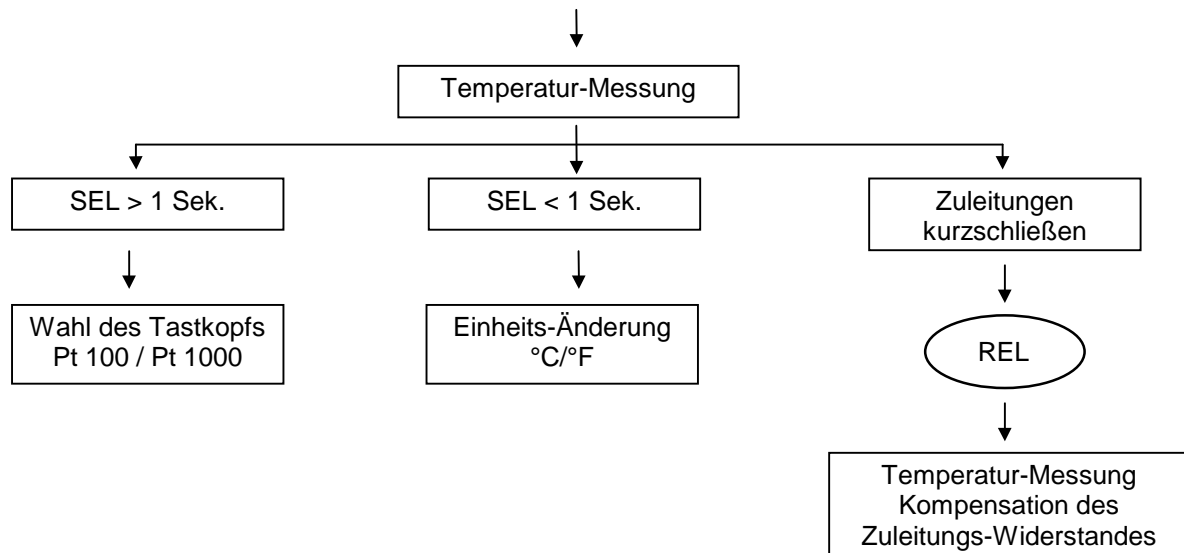 Temperatur-Messung
SEL > 1 Sek.
SEL < 1 Sek.
Zuleitungen
kurzschließen
Wahl des Tastkopfs
Pt 100 / Pt 1000
Einheits-Änderung
°C/°F
REL
Temperatur-Messung
Kompensation des
Zuleitungs-Widerstandes